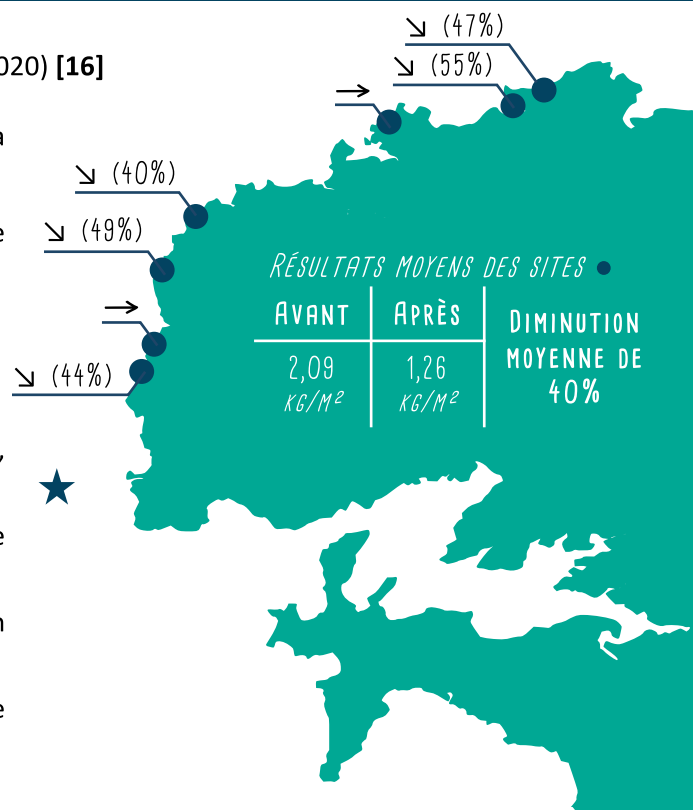 020) [16]
↘ (47%)
↘ (55%)
→
a
↘ (40%)
e
↘ (49%)
RÉSULTATS MOYENS DES SITES
→
AVANT
APRÈS
DIMINUTION
MOYENNE DE
40%
2,09
KG/M²
1,26
KG/M²
↘ (44%)
,
e
n
e